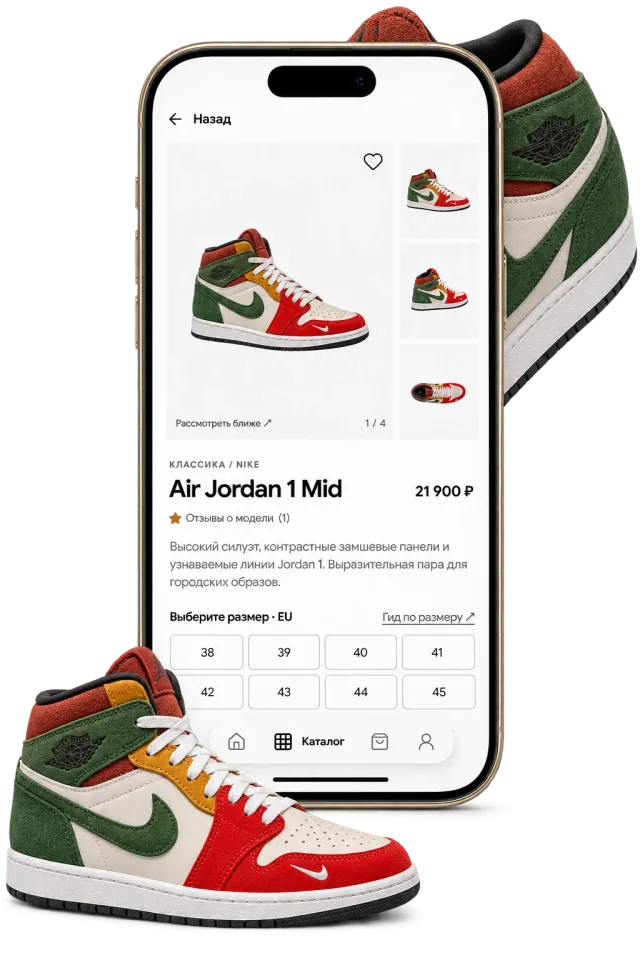 Назад
Рассмотреть ближе ↗
1 / 4
КЛАССИКА / NIKE
Air Jordan 1 Mid
21 900 ₽
Отзывы о модели (1)
Высокий силуэт, контрастные замшевые панели и
узнаваемые линии Jordan 1. Выразительная пара для
городских образов.
Выберите размер · EU
Гид по размеру ↗
38
39
40
41
42
43
44
45
Каталог